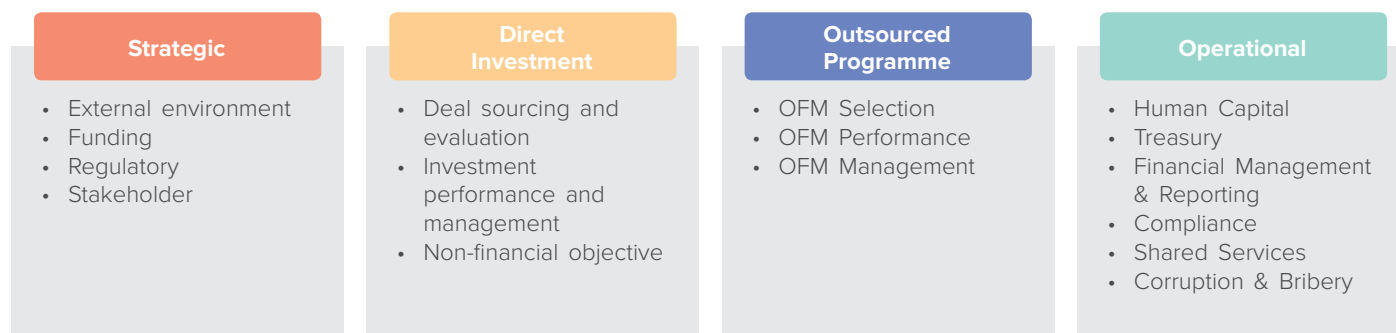 Strategic
• External environment
• Funding
• Regulatory
• Stakeholder
Direct
Investment
• Deal sourcing and
evaluation
• Investment
performance and
management
• Non-financial objective
Outsourced
Programme
• OFM Selection
• OFM Performance
• OFM Management
Operational
• Human Capital
• Treasury
• Financial Management
& Reporting
• Compliance
• Shared Services
• Corruption & Bribery